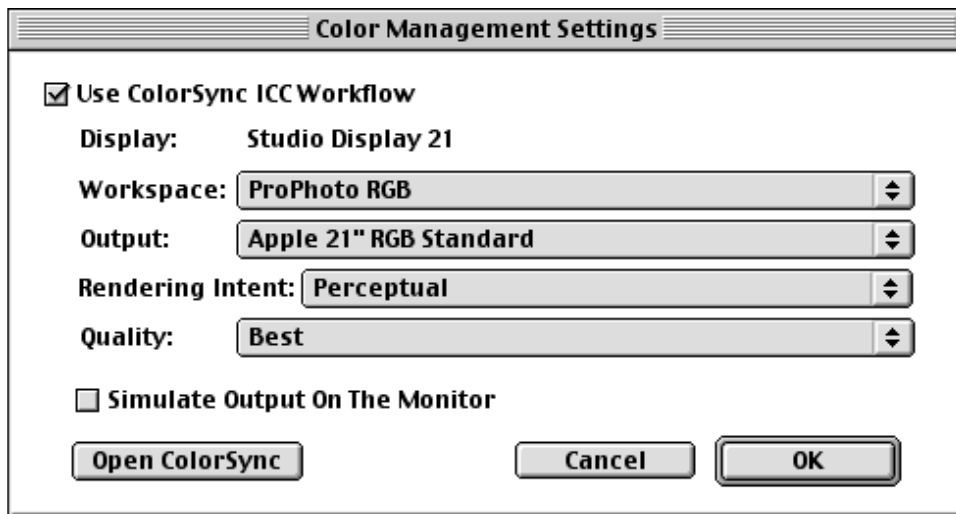 Color Management Settings
Use ColorSync ICC Workflow
Display: Studio Display 21
Workspace: ProPhoto RGB
Output: Apple 21" RGB Standard
Rendering Intent: Perceptual
Quality: Best
Simulate Output On The Monitor
Open ColorSync Cancel OK